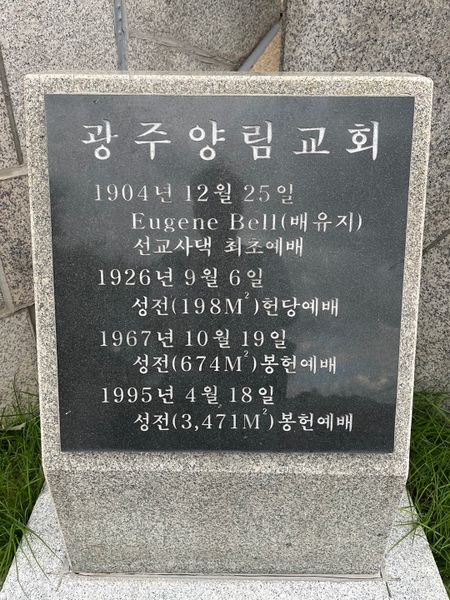 광주양림교회
1904년 12월 25일
Eugene Bell(배유지)
선교사댁 최초예배
1926년 9월 6일
성전(198M²)헌당예배
1967년 10월 19일
성전(674M²)봉헌예배
1995년 4월 18일
성전(3,471M²)봉헌예배